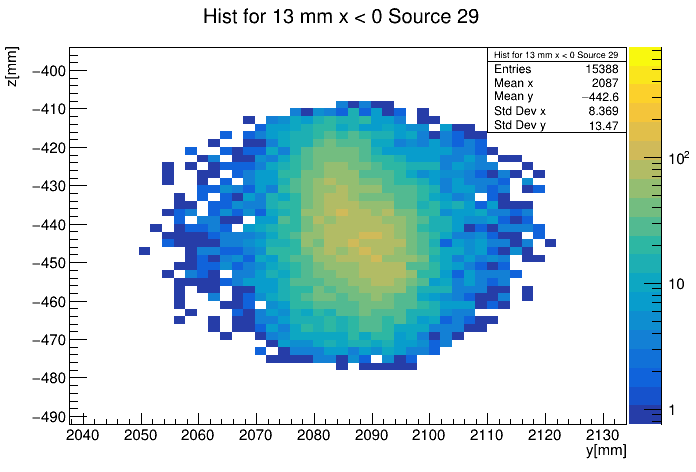 Hist for 13 mm x < 0 Source 29
z[mm]
Hist for 13 mm x < 0 Source 29
Entries 15388
Mean x 2087
Mean y −442.6
Std Dev x 8.369
Std Dev y 13.47
−400
−410
−420
−430
−440
−450
−460
−470
−480
−490
10²
10
1
2040 2050 2060 2070 2080 2090 2100 2110 2120 2130
y[mm]